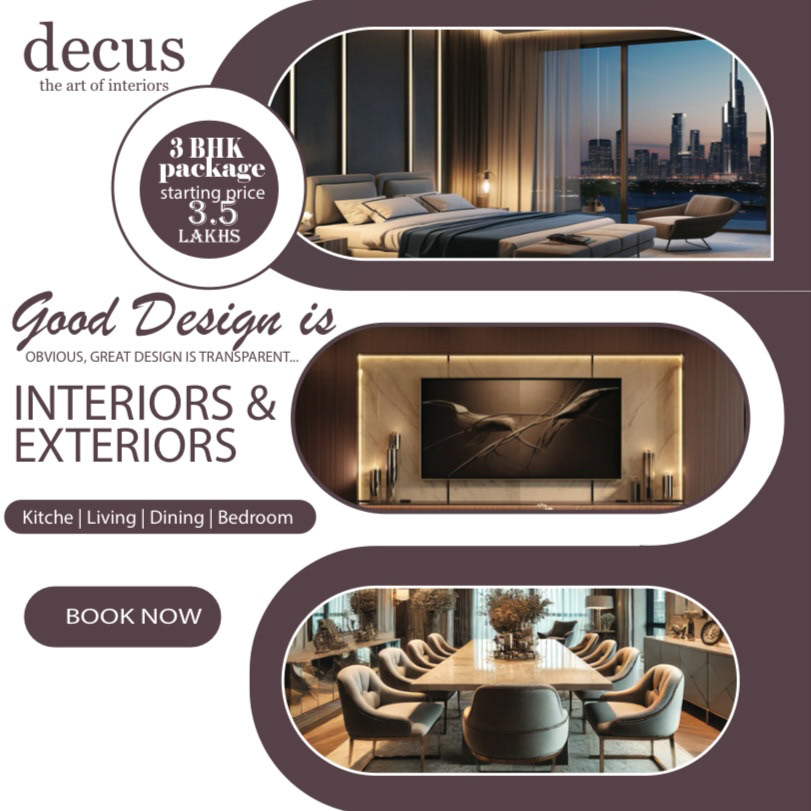 decus
the art of interiors
3 BHK
package
starting price
3.5
LAKHS
Good Design is
OBVIOUS, GREAT DESIGN IS TRANSPARENT...
INTERIORS &
EXTERIORS
Kitche | Living | Dining | Bedroom
BOOK NOW